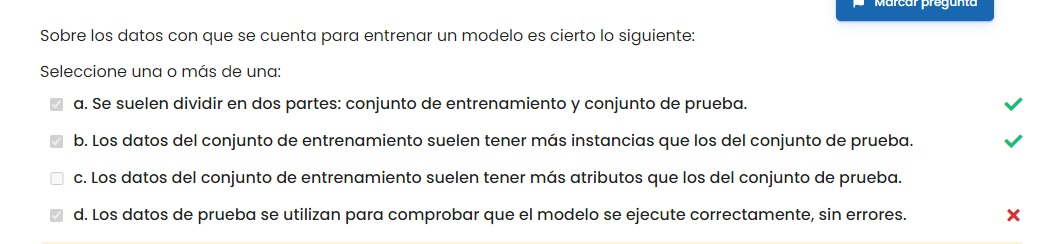 Marcar pregunta
Sobre los datos con que se cuenta para entrenar un modelo es cierto lo siguiente:
Seleccione una o más de una:
a. Se suelen dividir en dos partes: conjunto de entrenamiento y conjunto de prueba.
b. Los datos del conjunto de entrenamiento suelen tener más instancias que los del conjunto de prueba.
c. Los datos del conjunto de entrenamiento suelen tener más atributos que los del conjunto de prueba.
d. Los datos de prueba se utilizan para comprobar que el modelo se ejecute correctamente, sin errores.